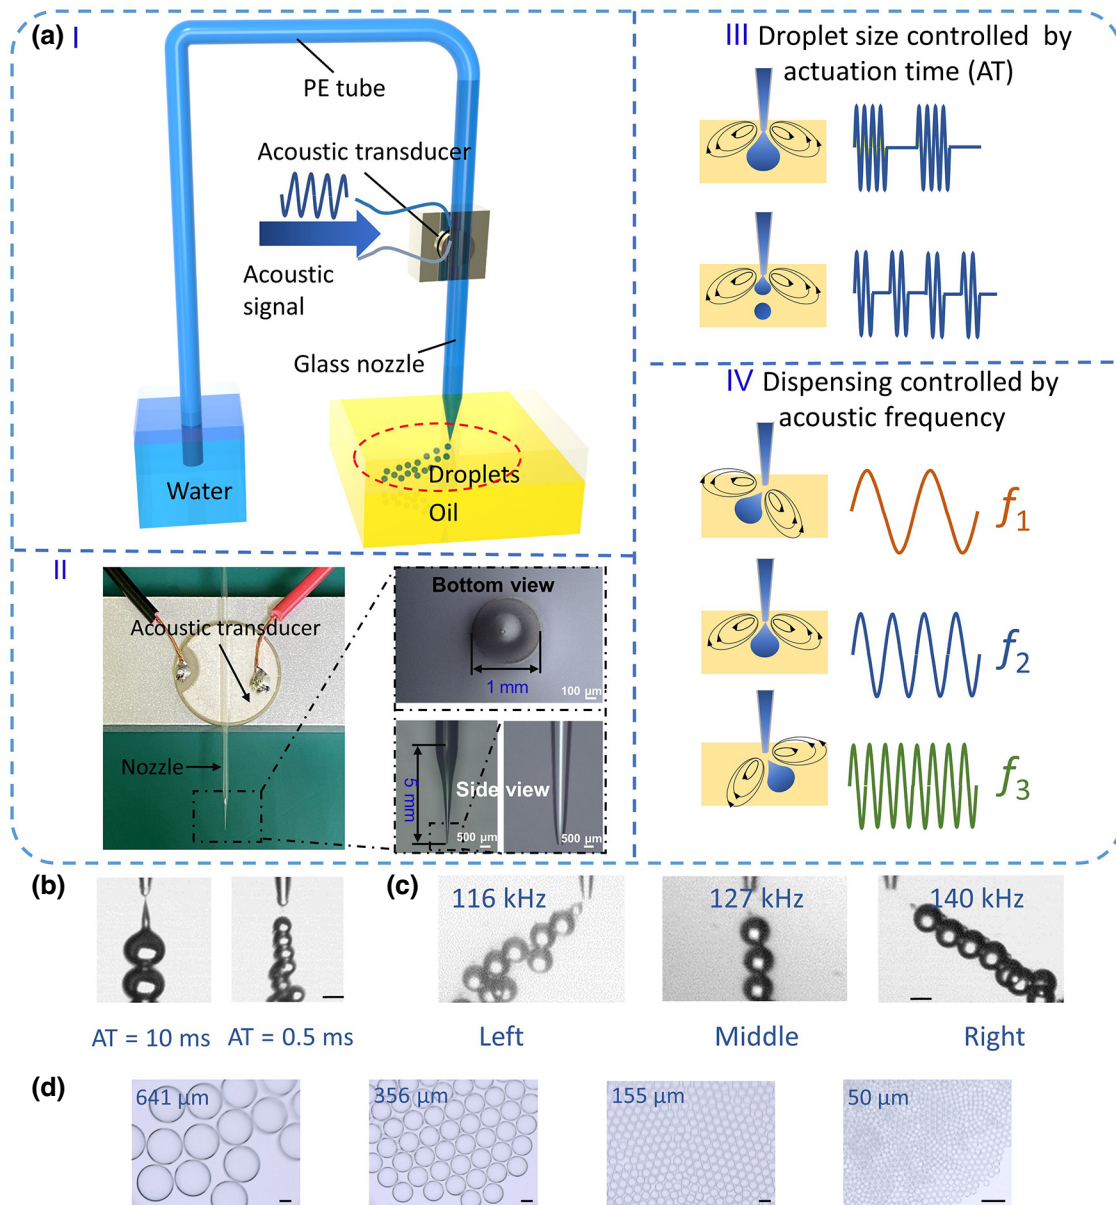 (a) I
PE tube
Acoustic transducer
Acoustic
signal
Glass nozzle
Water
Droplets
Oil
II
Acoustic transducer
Nozzle
Bottom view
1 mm
100 µm
5 mm
Side view
500 µm
500 µm
III Droplet size controlled by
actuation time (AT)
IV Dispensing controlled by
acoustic frequency
f1
f2
f3
(b)
AT = 10 ms
AT = 0.5 ms
(c)
116 kHz
127 kHz
140 kHz
Left
Middle
Right
(d)
641 µm
356 µm
155 µm
50 µm